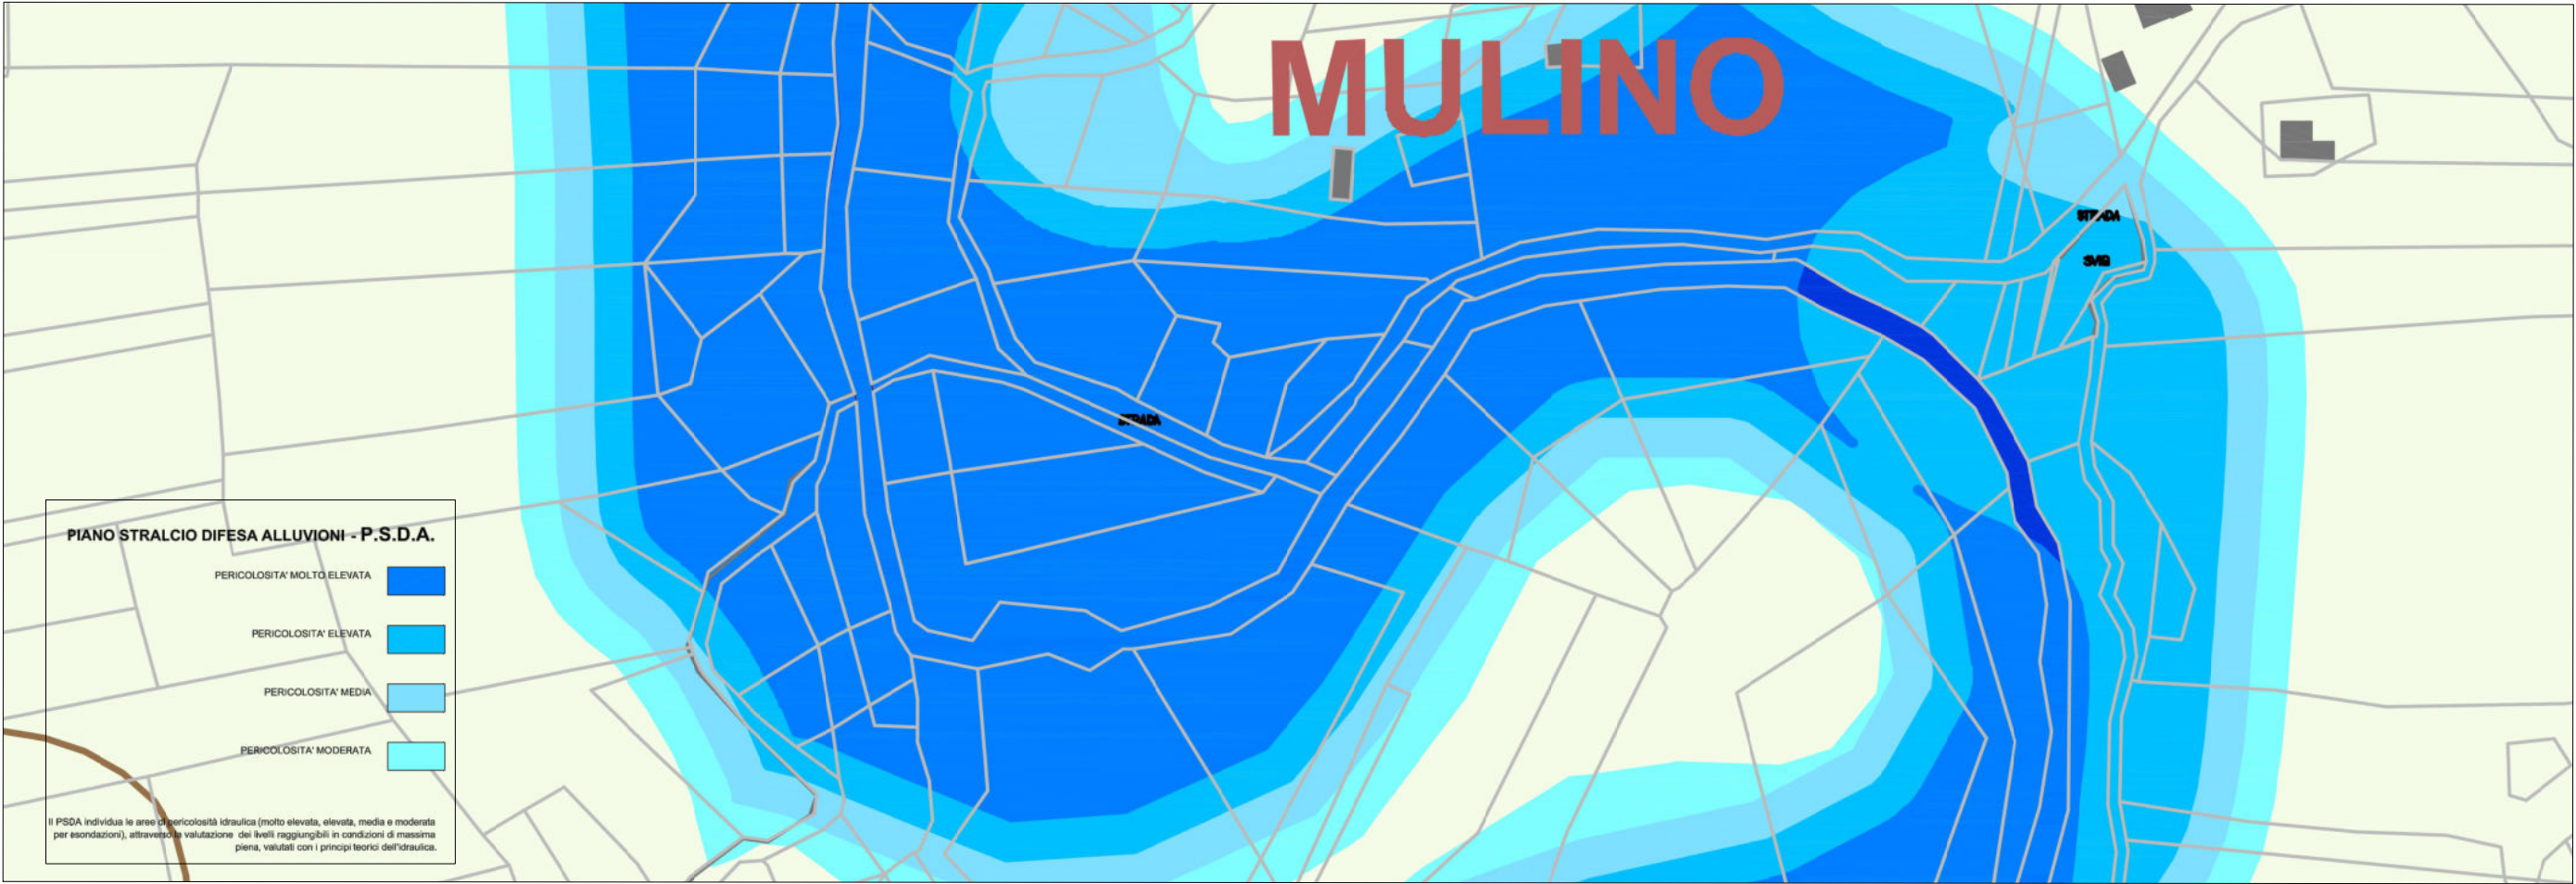 MULINO
STRADA
STRADA
PIANO STRALCIO DIFESA ALLUVIONI - P.S.D.A.
PERICOLOSITA' MOLTO ELEVATA
PERICOLOSITA' ELEVATA
PERICOLOSITA' MEDIA
PERICOLOSITA' MODERATA
Il PSDA individua le aree di pericolosità idraulica (molto elevata, elevata, media e moderata
per esondazioni), attraverso la valutazione dei livelli raggiungibili in condizioni di massima
piena, valutati con i principi teorici dell'idraulica.